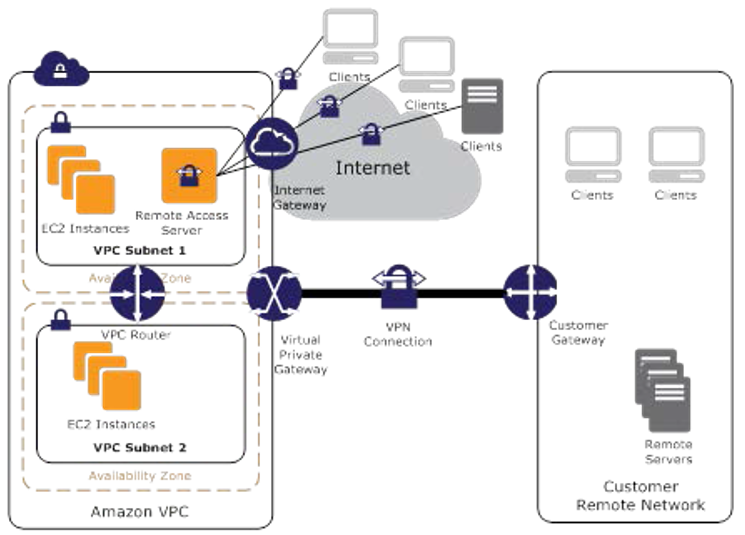 Clients
Clients
Clients
Internet
Internet
Gateway
EC2 Instances
Remote Access
Server
VPC Subnet 1
Availability Zone
VPC Router
Virtual
Private
Gateway
VPN
Connection
Customer
Gateway
Clients
Clients
EC2 Instances
VPC Subnet 2
Availability Zone
Amazon VPC
Remote
Servers
Customer
Remote Network